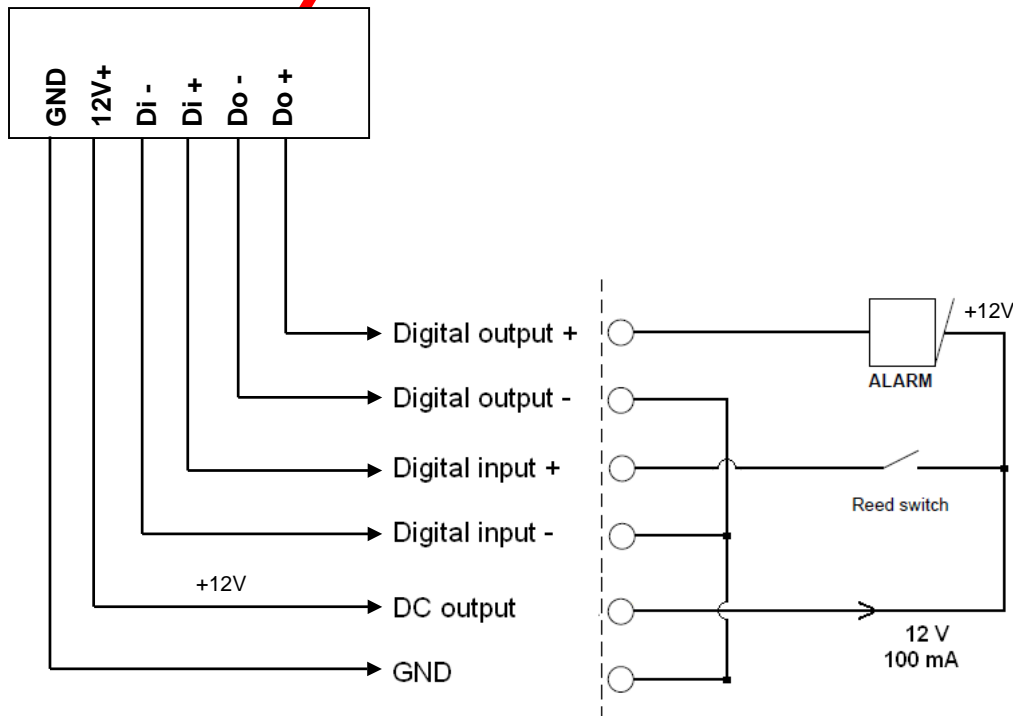 GND
12V+
Di -
Di +
Do -
Do +
Digital output +
+12V
ALARM
Digital output -
Digital input +
Reed switch
Digital input -
+12V
DC output
12 V
100 mA
GND